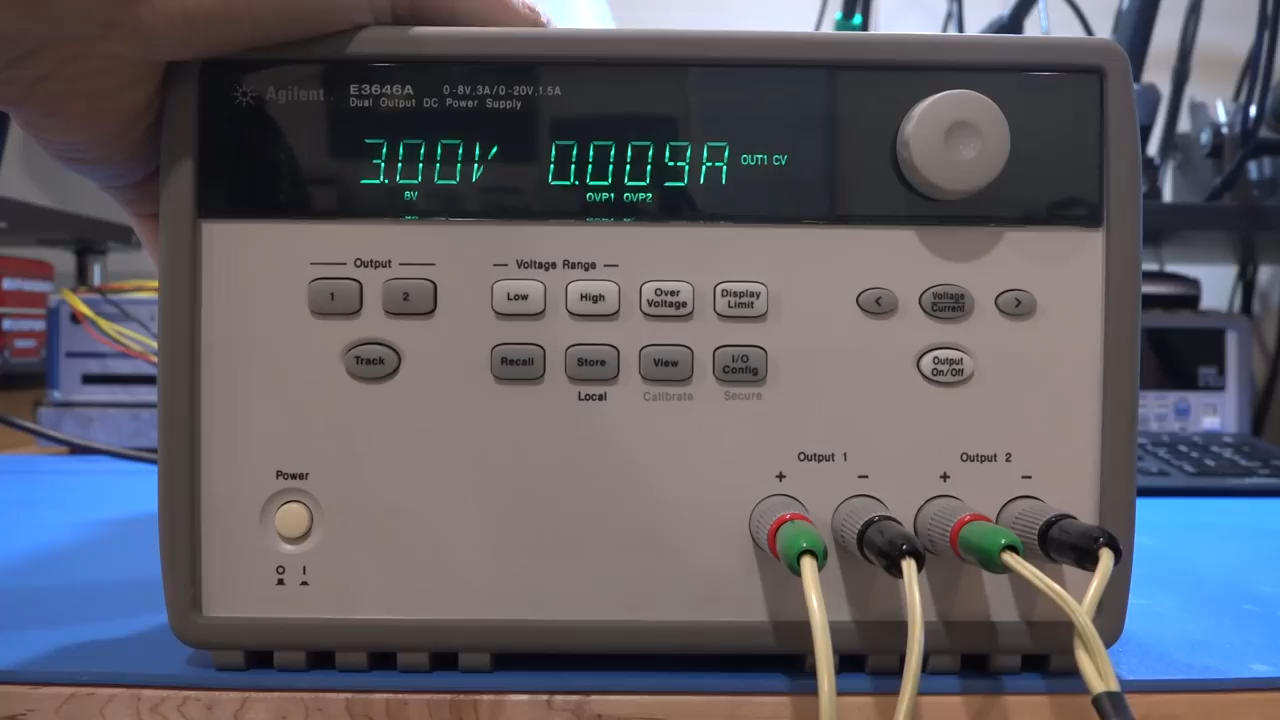 Agilent E3646A 0-8V,3A/0-20V,1.5A
Dual Output DC Power Supply
3.00V 0.009A OUT1 CV
8V OVP1 OVP2
Output
Voltage Range
1 2 Low High Over Voltage Display Limit < Voltage Current >
Track Recall Store View I/O Config Output On/Off
Local Calibrate Secure
Output 1 Output 2
+ - + -
Power
O I